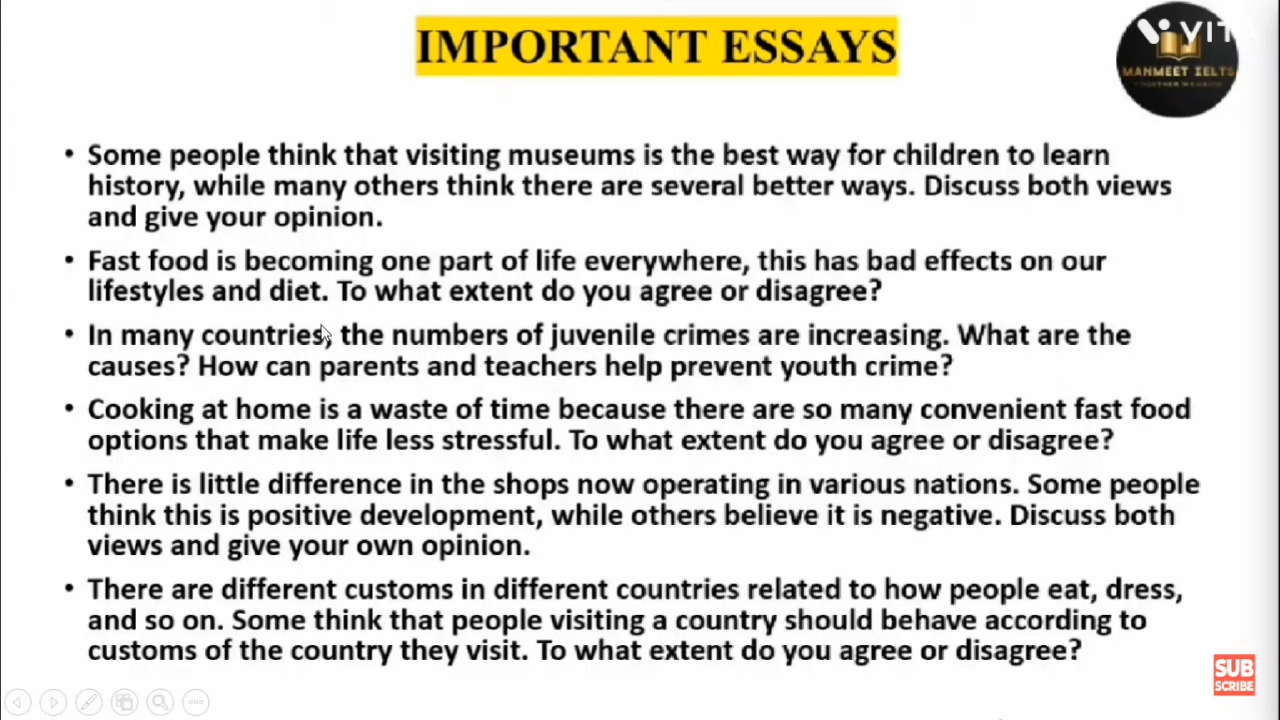 IMPORTANT ESSAYS
VITA
MANMEET IELTS
• Some people think that visiting museums is the best way for children to learn
history, while many others think there are several better ways. Discuss both views
and give your opinion.
• Fast food is becoming one part of life everywhere, this has bad effects on our
lifestyles and diet. To what extent do you agree or disagree?
• In many countries, the numbers of juvenile crimes are increasing. What are the
causes? How can parents and teachers help prevent youth crime?
• Cooking at home is a waste of time because there are so many convenient fast food
options that make life less stressful. To what extent do you agree or disagree?
• There is little difference in the shops now operating in various nations. Some people
think this is positive development, while others believe it is negative. Discuss both
views and give your own opinion.
• There are different customs in different countries related to how people eat, dress,
and so on. Some think that people visiting a country should behave according to
customs of the country they visit. To what extent do you agree or disagree?
SUB
SCRIBE